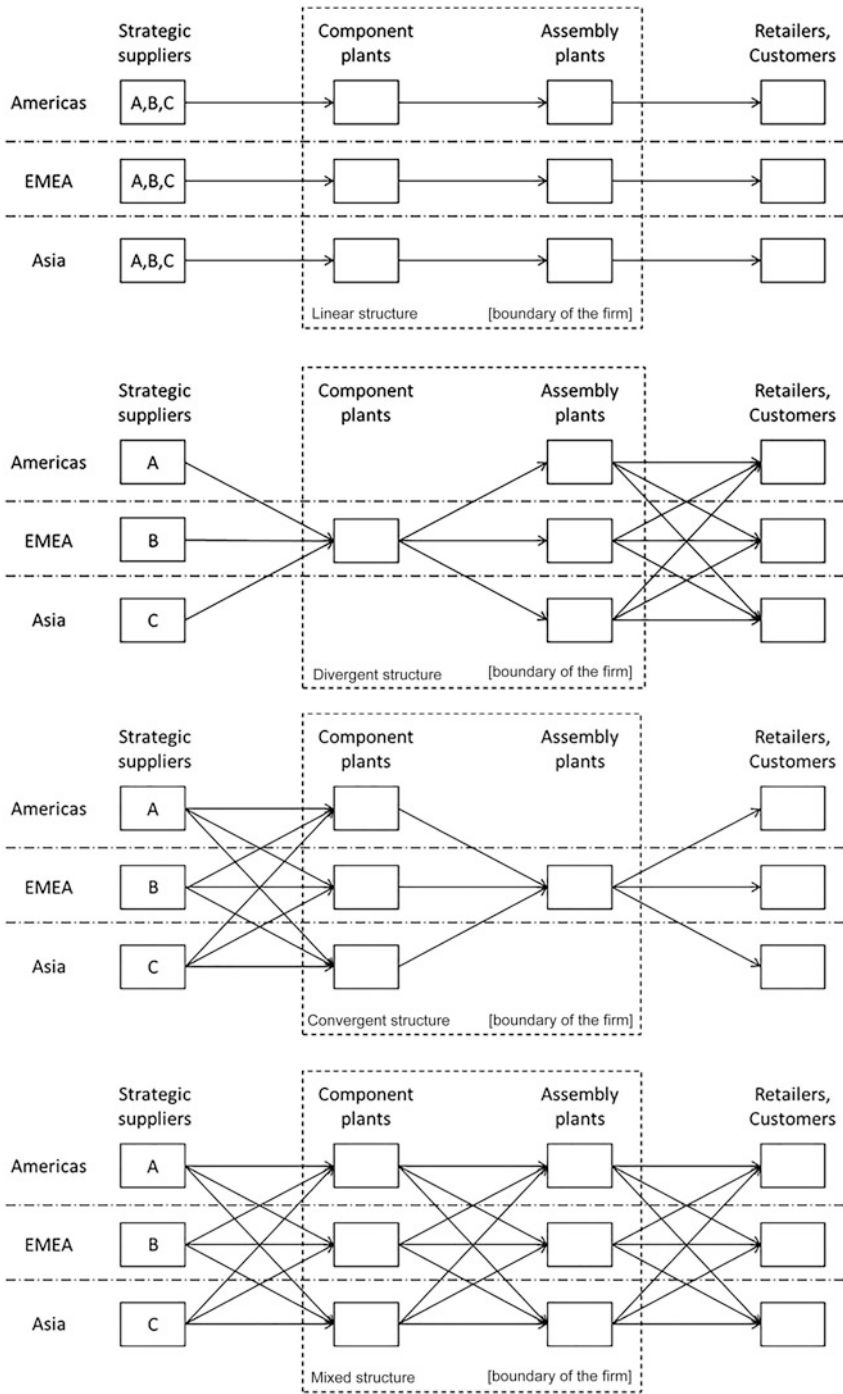 Strategic suppliers
Component plants
Assembly plants
Retailers, Customers
Americas
A,B,C
EMEA
A,B,C
Asia
A,B,C
Linear structure
[boundary of the firm]
Strategic suppliers
Component plants
Assembly plants
Retailers, Customers
Americas
A
EMEA
B
Asia
C
Divergent structure
[boundary of the firm]
Strategic suppliers
Component plants
Assembly plants
Retailers, Customers
Americas
A
EMEA
B
Asia
C
Convergent structure
[boundary of the firm]
Strategic suppliers
Component plants
Assembly plants
Retailers, Customers
Americas
A
EMEA
B
Asia
C
Mixed structure
[boundary of the firm]